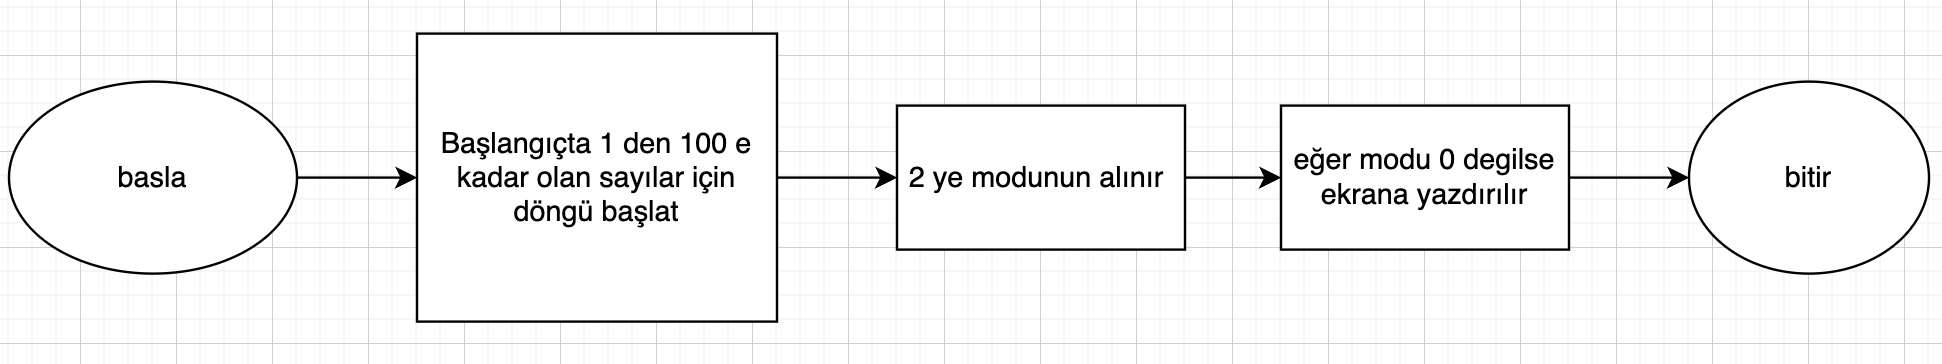 basla
Başlangıçta 1 den 100 e
kadar olan sayılar için
döngü başlat
2 ye modunun alınır
eğer modu 0 degilse
ekrana yazdırılır
bitir